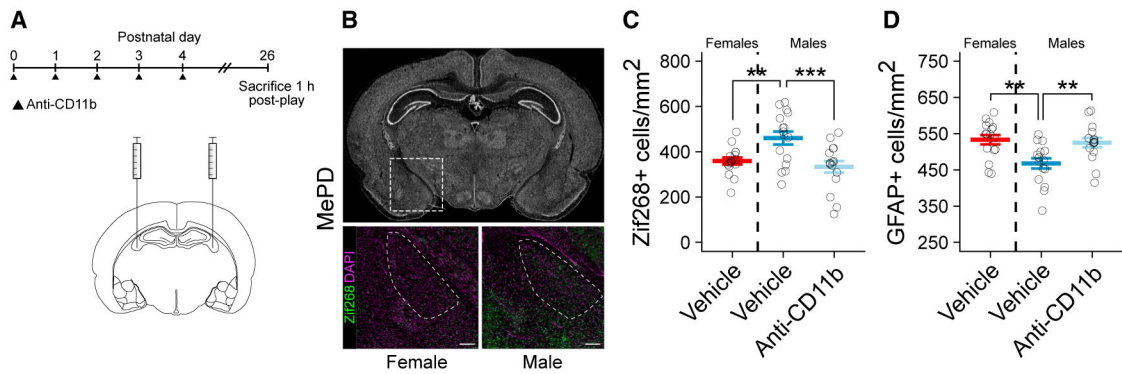 A
Postnatal day
0 1 2 3 4 26
Sacrifice 1 h
post-play
▲ Anti-CD11b
B
MePD
Zif268 DAPI
Female Male
C
Females Males
** ***
Zif268+ cells/mm2
600
400
200
0
Vehicle
Vehicle
Anti-CD11b
D
Females Males
** **
GFAP+ cells/mm2
750
650
550
450
350
250
Vehicle
Vehicle
Anti-CD11b